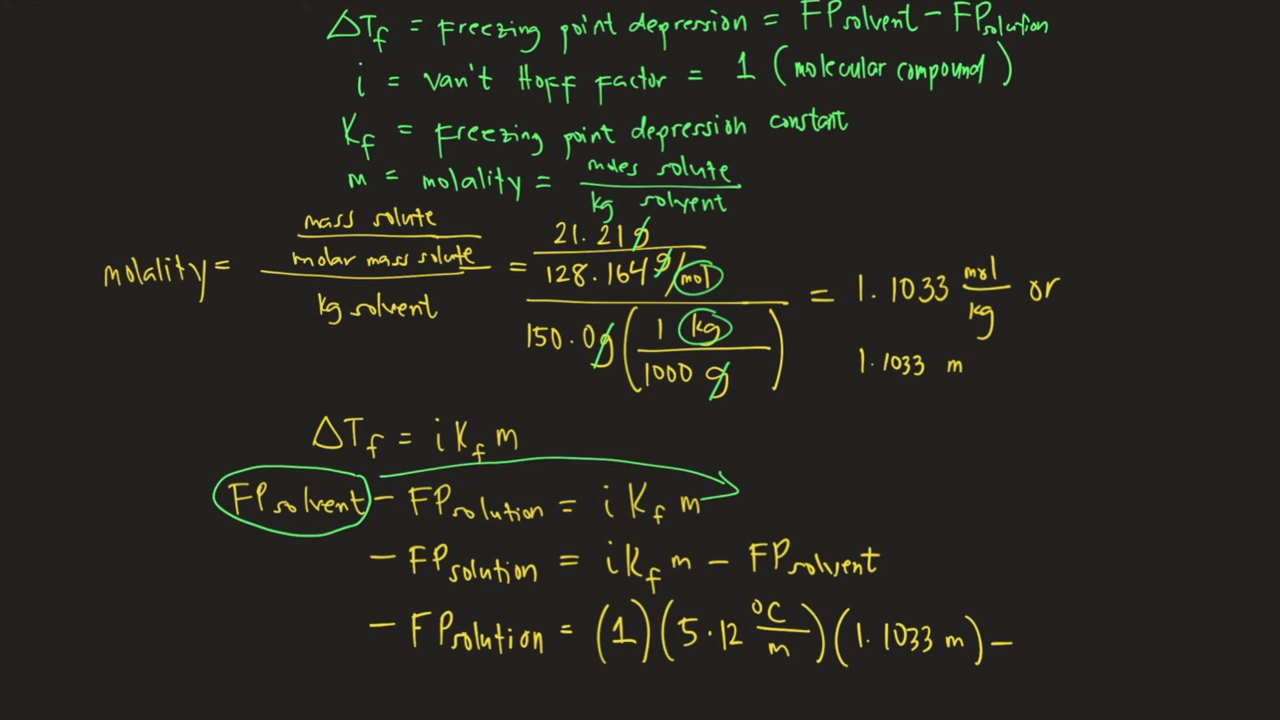 ΔTf = freezing point depression = FPsolvent - FPsolution
i = van't Hoff factor = 1 (molecular compound)
Kf = freezing point depression constant
m = molality = moles solute / kg solvent
molality = (mass solute / molar mass solute) / kg solvent = (21.21g / 128.164 g/mol) / (150.0g (1 kg / 1000 g)) = 1.1033 mol/kg or
1.1033 m
ΔTf = i Kf m
FPsolvent - FPsolution = i Kf m
- FPsolution = i Kf m - FPsolvent
- FPsolution = (1)(5.12 °C/m)(1.1033 m) -